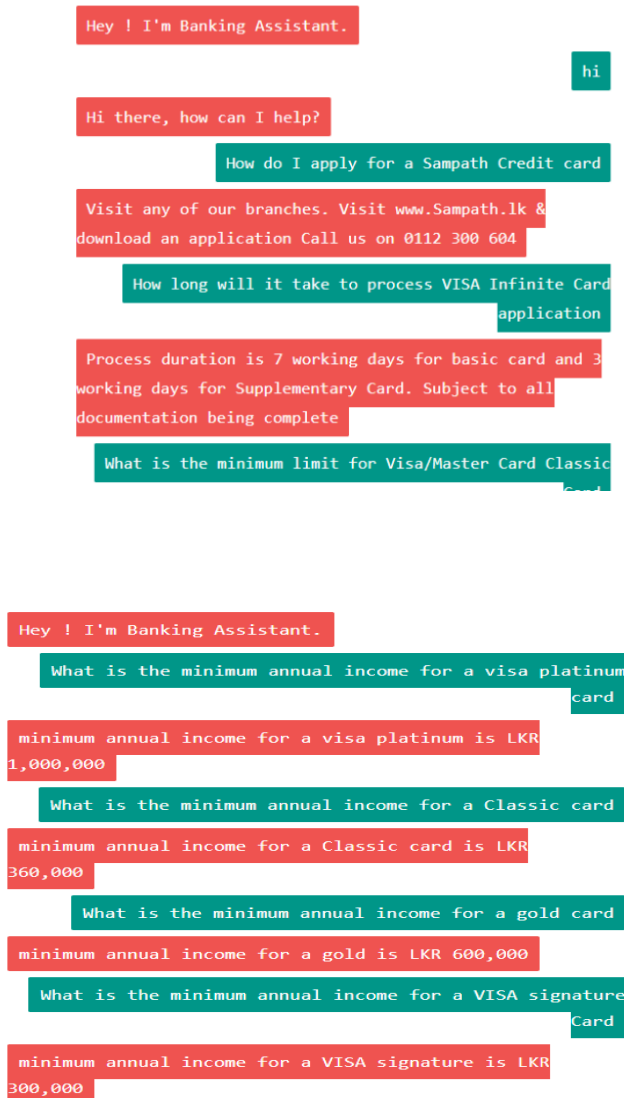 Hey ! I'm Banking Assistant.
hi
Hi there, how can I help?
How do I apply for a Sampath Credit card
Visit any of our branches. Visit www.Sampath.lk &
download an application Call us on 0112 300 604
How long will it take to process VISA Infinite Card
application
Process duration is 7 working days for basic card and 3
working days for Supplementary Card. Subject to all
documentation being complete
What is the minimum limit for Visa/Master Card Classic
Hey ! I'm Banking Assistant.
What is the minimum annual income for a visa platinum
card
minimum annual income for a visa platinum is LKR
1,000,000
What is the minimum annual income for a Classic card
minimum annual income for a Classic card is LKR
360,000
What is the minimum annual income for a gold card
minimum annual income for a gold is LKR 600,000
What is the minimum annual income for a VISA signature
Card
minimum annual income for a VISA signature is LKR
300,000